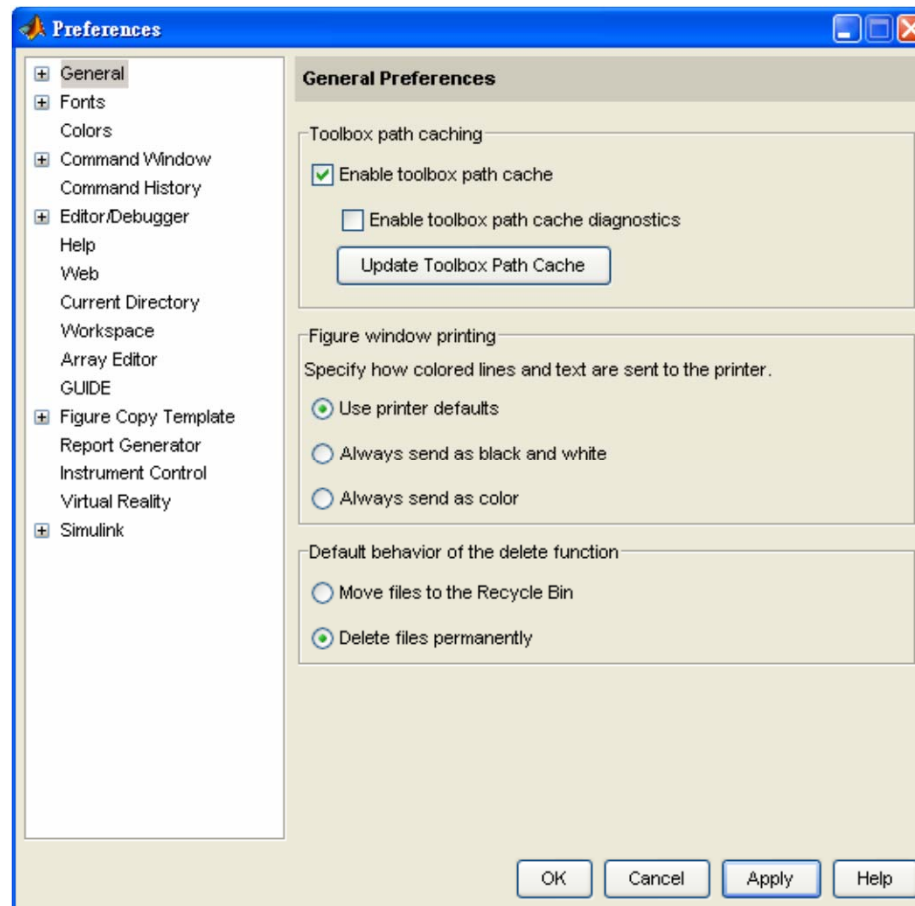 Preferences
General
Fonts
Colors
Command Window
Command History
Editor/Debugger
Help
Web
Current Directory
Workspace
Array Editor
GUIDE
Figure Copy Template
Report Generator
Instrument Control
Virtual Reality
Simulink
General Preferences
Toolbox path caching
Enable toolbox path cache
Enable toolbox path cache diagnostics
Update Toolbox Path Cache
Figure window printing
Specify how colored lines and text are sent to the printer.
Use printer defaults
Always send as black and white
Always send as color
Default behavior of the delete function
Move files to the Recycle Bin
Delete files permanently
OK Cancel Apply Help